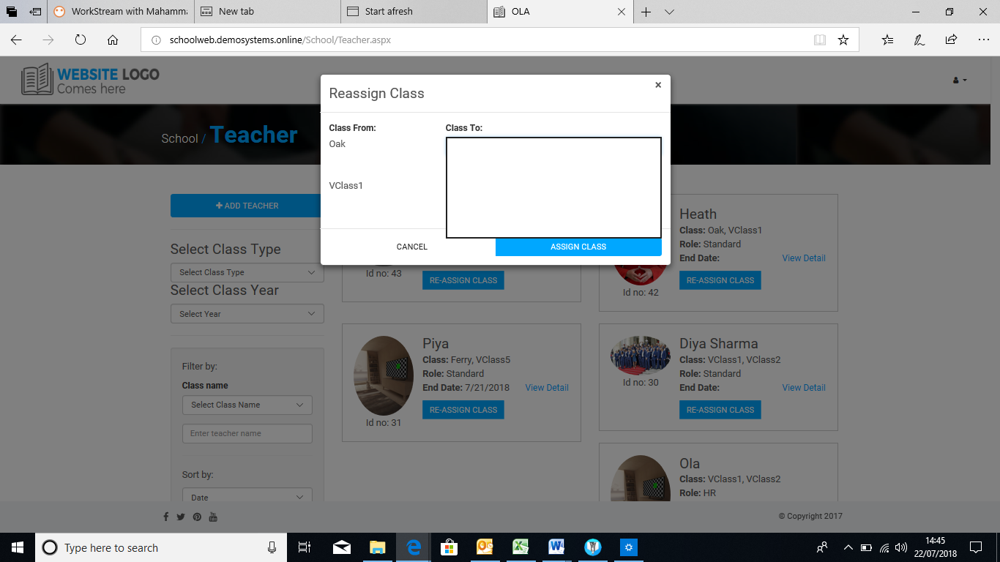 WorkStream with Mahamma
New tab
Start afresh
OLA
schoolweb.demosystems.online/School/Teacher.aspx
WEBSITE LOGO
Comes here
School / Teacher
Reassign Class
×
Class From:
Class To:
Oak
VClass1
CANCEL
ASSIGN CLASS
ADD TEACHER
Select Class Type
Select Class Type
Select Class Year
Select Year
Filter by:
Class name
Select Class Name
Enter teacher name
Sort by:
Date
Id no: 43
RE-ASSIGN CLASS
Heath
Class: Oak, VClass1
Role: Standard
End Date:
View Detail
RE-ASSIGN CLASS
Id no: 42
Piya
Class: Ferry, VClass5
Role: Standard
End Date: 7/21/2018
View Detail
RE-ASSIGN CLASS
Id no: 31
Diya Sharma
Class: VClass1, VClass2
Role: Standard
End Date:
View Detail
RE-ASSIGN CLASS
Id no: 30
Ola
Class: VClass1, VClass2
Role: HR
© Copyright 2017
Type here to search
14:45
22/07/2018